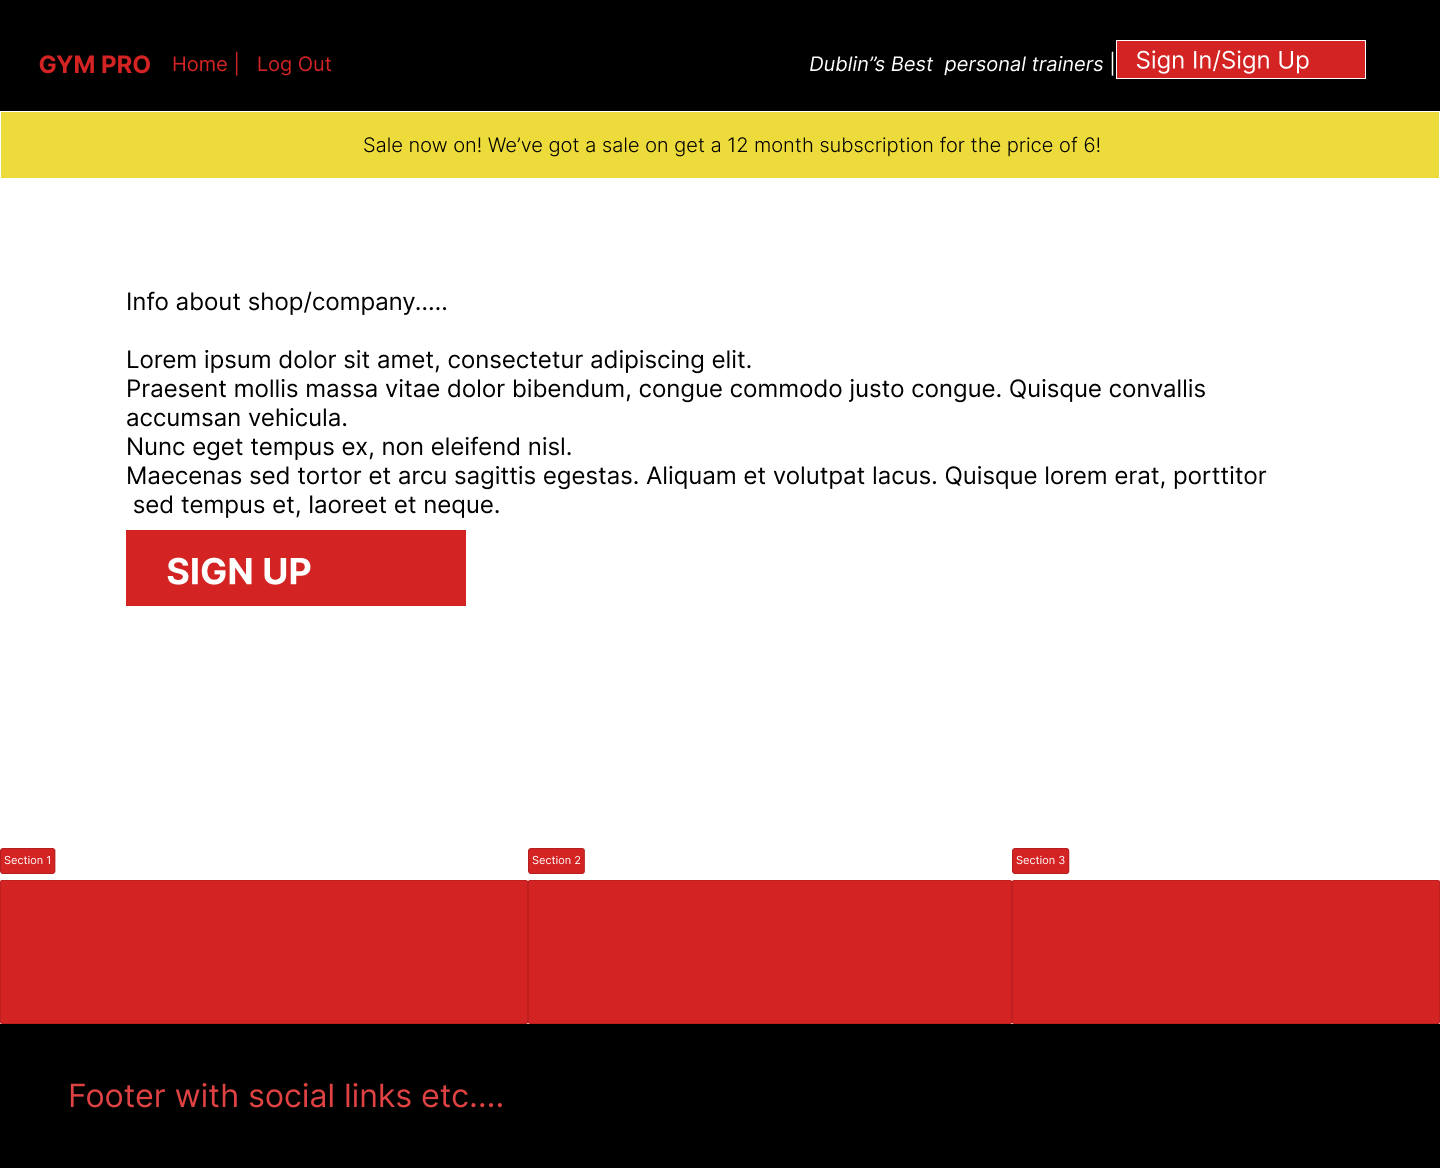 GYM PRO Home | Log Out Dublin”s Best  personal trainers | Sign In/Sign Up
Sale now on! We’ve got a sale on get a 12 month subscription for the price of 6!
Info about shop/company.....
Lorem ipsum dolor sit amet, consectetur adipiscing elit.
Praesent mollis massa vitae dolor bibendum, congue commodo justo congue. Quisque convallis
accumsan vehicula.
Nunc eget tempus ex, non eleifend nisl.
Maecenas sed tortor et arcu sagittis egestas. Aliquam et volutpat lacus. Quisque lorem erat, porttitor
sed tempus et, laoreet et neque.
SIGN UP
Section 1 Section 2 Section 3
Footer with social links etc....